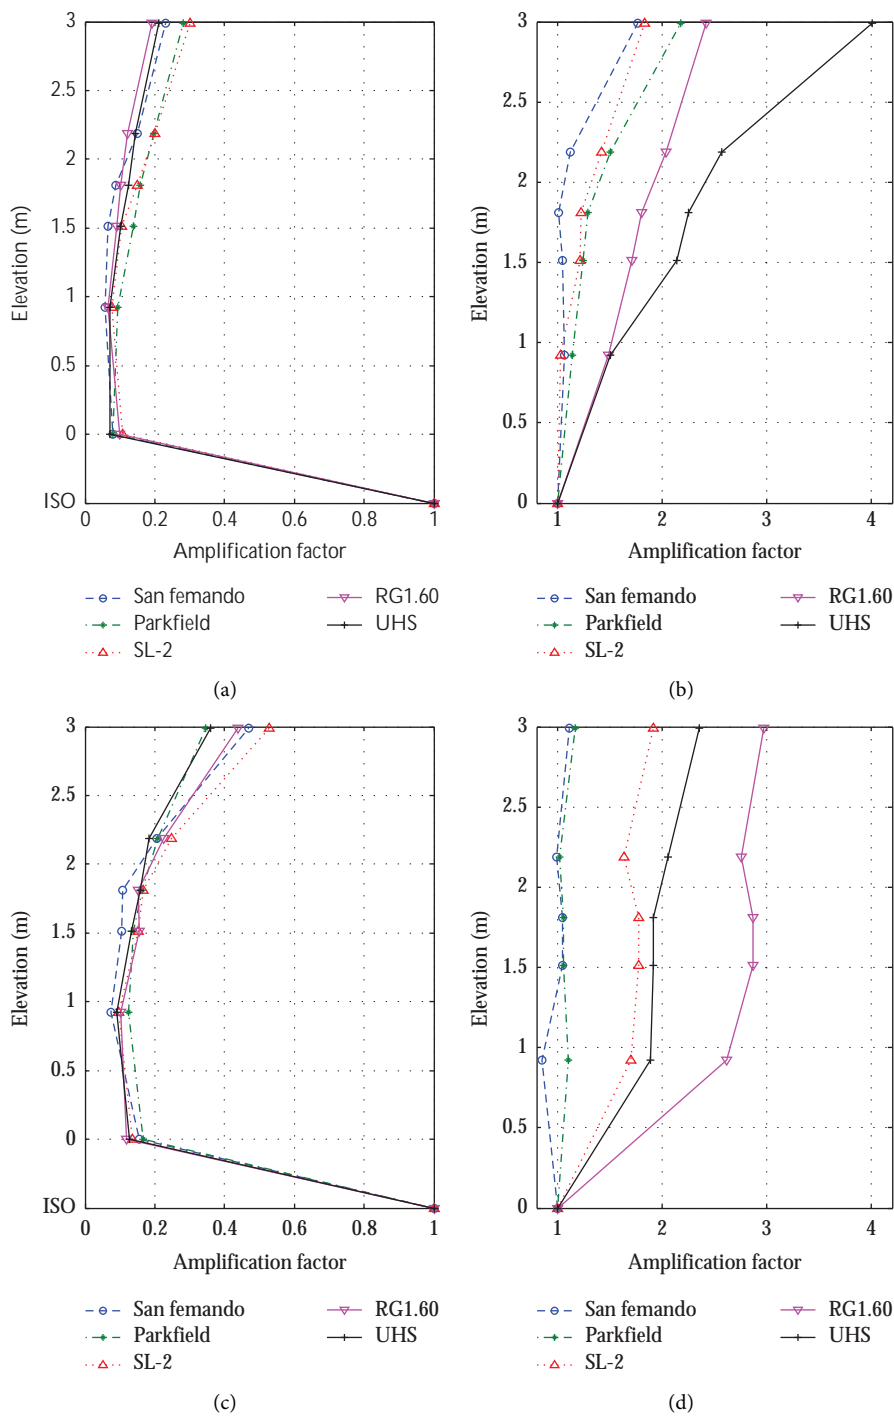 3
2.5
2
1.5
1
0.5
0
ISO
Elevation (m)
0 0.2 0.4 0.6 0.8 1
Amplification factor
San femando
Parkfield
SL-2
RG1.60
UHS
(a)
3
2.5
2
1.5
1
0.5
0
Elevation (m)
1 2 3 4
Amplification factor
San femando
Parkfield
SL-2
RG1.60
UHS
(b)
3
2.5
2
1.5
1
0.5
0
ISO
Elevation (m)
0 0.2 0.4 0.6 0.8 1
Amplification factor
San femando
Parkfield
SL-2
RG1.60
UHS
(c)
3
2.5
2
1.5
1
0.5
0
Elevation (m)
1 2 3 4
Amplification factor
San femando
Parkfield
SL-2
RG1.60
UHS
(d)